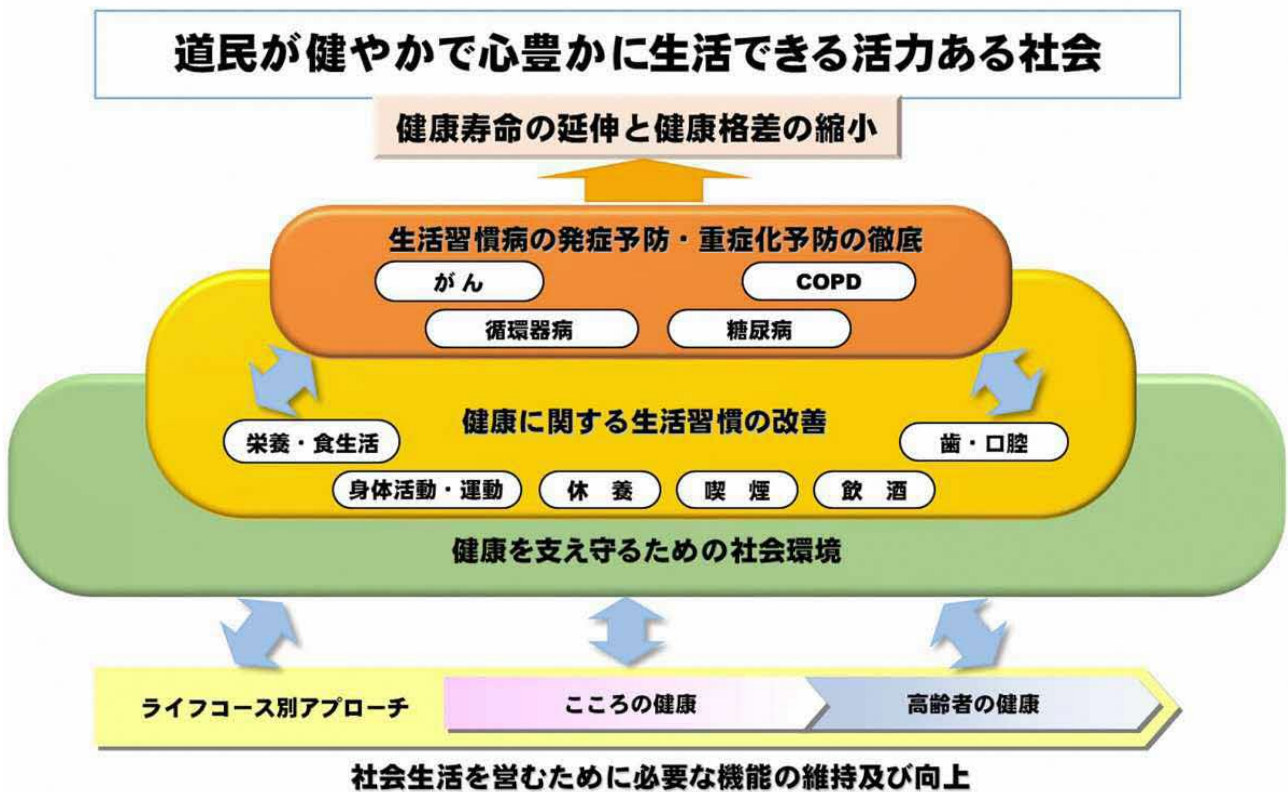 道民が健やかで心豊かに生活できる活力ある社会
健康寿命の延伸と健康格差の縮小
生活習慣病の発症予防・重症化予防の徹底
がん
COPD
循環器病
糖尿病
健康に関する生活習慣の改善
栄養・食生活
歯・口腔
身体活動・運動
休 養
喫 煙
飲 酒
健康を支え守るための社会環境
ライフコース別アプローチ
こころの健康
高齢者の健康
社会生活を営むために必要な機能の維持及び向上